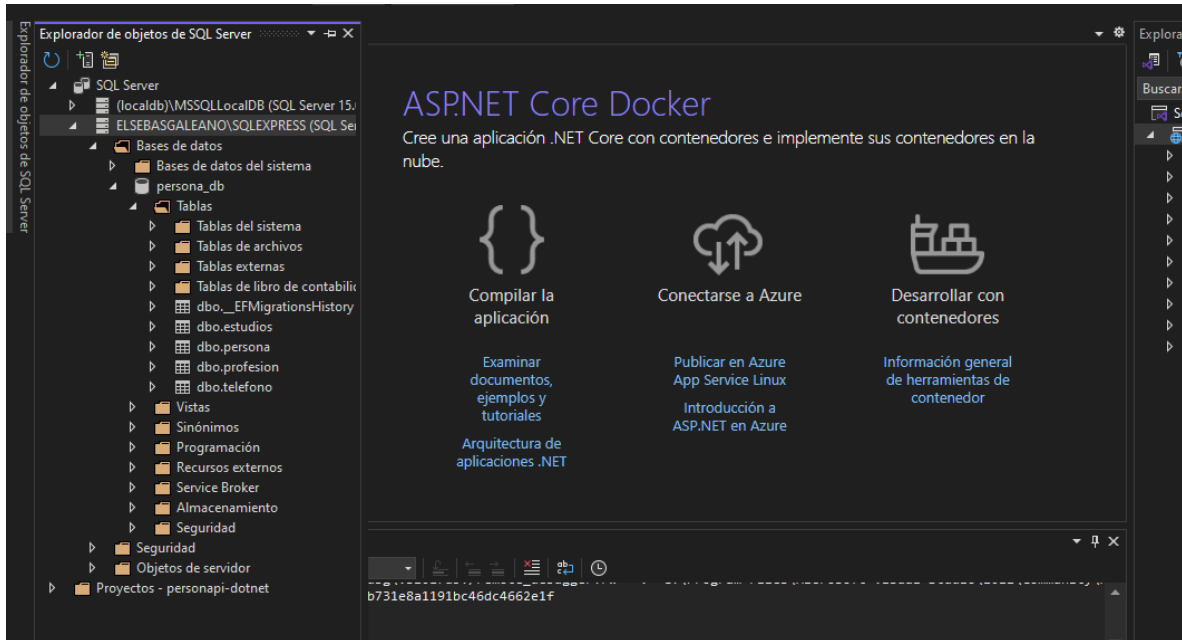 Explorador de objetos de SQL Server
Explorador de objetos de SQL Server
SQL Server
(localdb)\MSSQLLocalDB (SQL Server 15.
ELSEBASGALEANO\SQLEXPRESS (SQL Se
Bases de datos
Bases de datos del sistema
persona_db
Tablas
Tablas del sistema
Tablas de archivos
Tablas externas
Tablas de libro de contabili
dbo.__EFMigrationsHistory
dbo.estudios
dbo.persona
dbo.profesion
dbo.telefono
Vistas
Sinónimos
Programación
Recursos externos
Service Broker
Almacenamiento
Seguridad
Seguridad
Objetos de servidor
Proyectos - personapi-dotnet
ASP.NET Core Docker
Cree una aplicación .NET Core con contenedores e implemente sus contenedores en la
nube.
Compilar la
aplicación
Examinar
documentos,
ejemplos y
tutoriales
Arquitectura de
aplicaciones .NET
Conectarse a Azure
Publicar en Azure
App Service Linux
Introducción a
ASP.NET en Azure
Desarrollar con
contenedores
Información general
de herramientas de
contenedor
b731e8a1191bc46dc4662e1f
Explora
Buscar